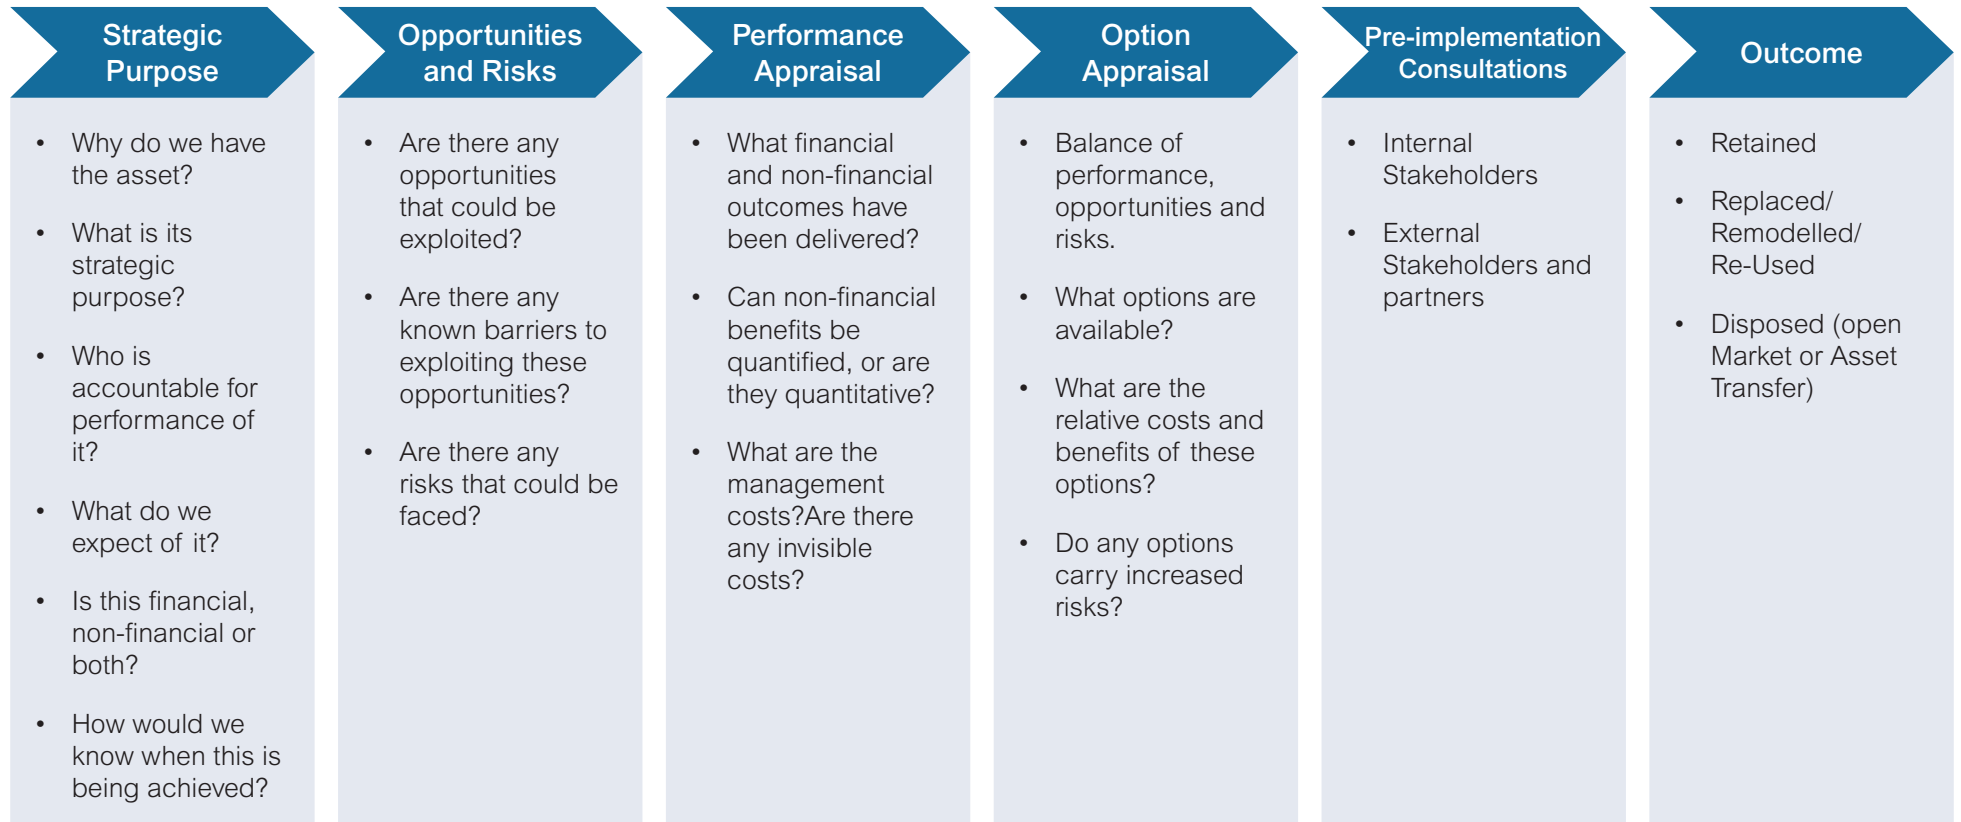 Strategic
Purpose
• Why do we have
the asset?
• What is its
strategic
purpose?
• Who is
accountable for
performance of
it?
• What do we
expect of it?
• Is this financial,
non-financial or
both?
• How would we
know when this is
being achieved?
Opportunities
and Risks
• Are there any
opportunities
that could be
exploited?
• Are there any
known barriers to
exploiting these
opportunities?
• Are there any
risks that could be
faced?
Performance
Appraisal
• What financial
and non-financial
outcomes have
been delivered?
• Can non-financial
benefits be
quantified, or are
they quantitative?
• What are the
management
costs?Are there
any invisible
costs?
Option
Appraisal
• Balance of
performance,
opportunities and
risks.
• What options are
available?
• What are the
relative costs and
benefits of these
options?
• Do any options
carry increased
risks?
Pre-implementation
Consultations
• Internal
Stakeholders
• External
Stakeholders and
partners
Outcome
• Retained
• Replaced/
Remodelled/
Re-Used
• Disposed (open
Market or Asset
Transfer)